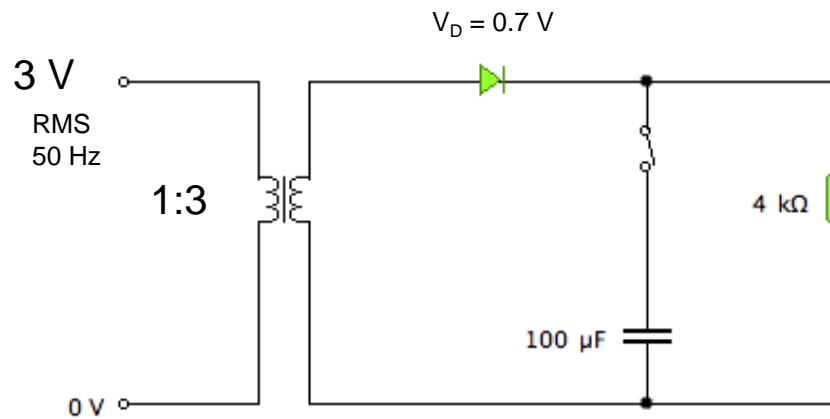 V_D = 0.7 V
3 V
RMS
50 Hz
1:3
4 kΩ
100 µF
0 V